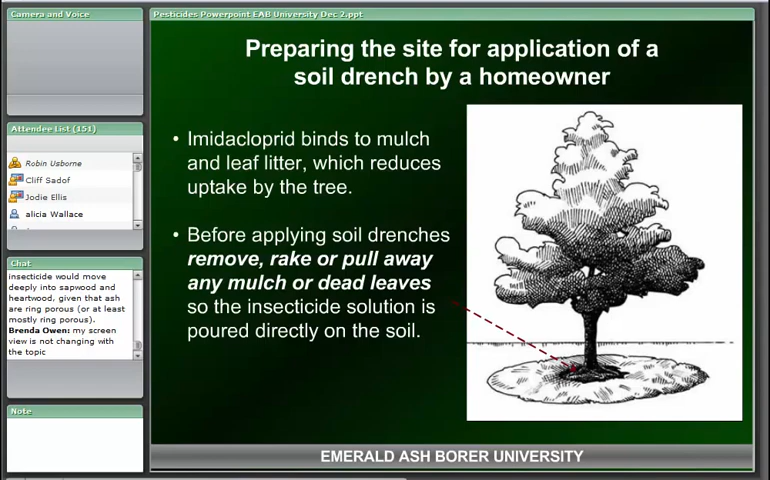 Camera and Voice
Pesticides Powerpoint EAB University Dec 2.ppt
Preparing the site for application of a
soil drench by a homeowner
• Imidacloprid binds to mulch
and leaf litter, which reduces
uptake by the tree.
• Before applying soil drenches
remove, rake or pull away
any mulch or dead leaves
so the insecticide solution is
poured directly on the soil.
EMERALD ASH BORER UNIVERSITY
Attendee List (151)
Robin Usborne
Cliff Sadof
Jodie Ellis
alicia Wallace
Chat
insecticide would move
deeply into sapwood and
heartwood, given that ash
are ring porous (or at least
mostly ring porous).
Brenda Owen: my screen
view is not changing with
the topic
Note